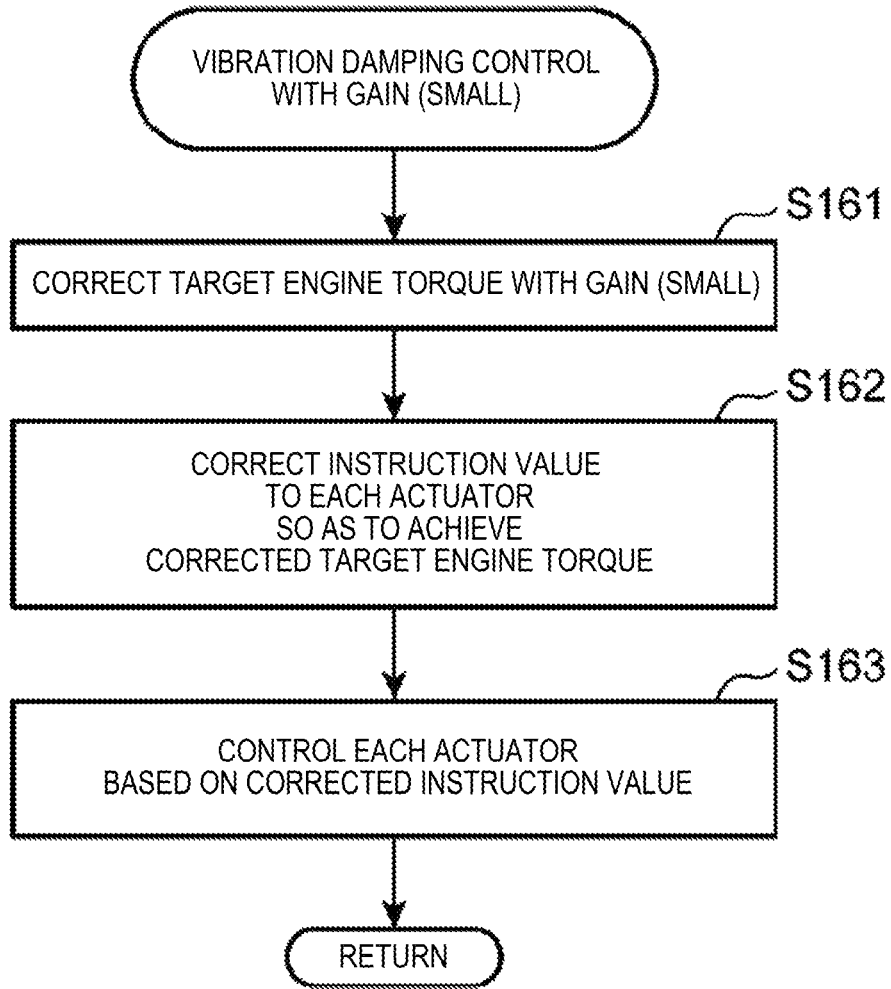 VIBRATION DAMPING CONTROL
WITH GAIN (SMALL)
S161
CORRECT TARGET ENGINE TORQUE WITH GAIN (SMALL)
S162
CORRECT INSTRUCTION VALUE
TO EACH ACTUATOR
SO AS TO ACHIEVE
CORRECTED TARGET ENGINE TORQUE
S163
CONTROL EACH ACTUATOR
BASED ON CORRECTED INSTRUCTION VALUE
RETURN